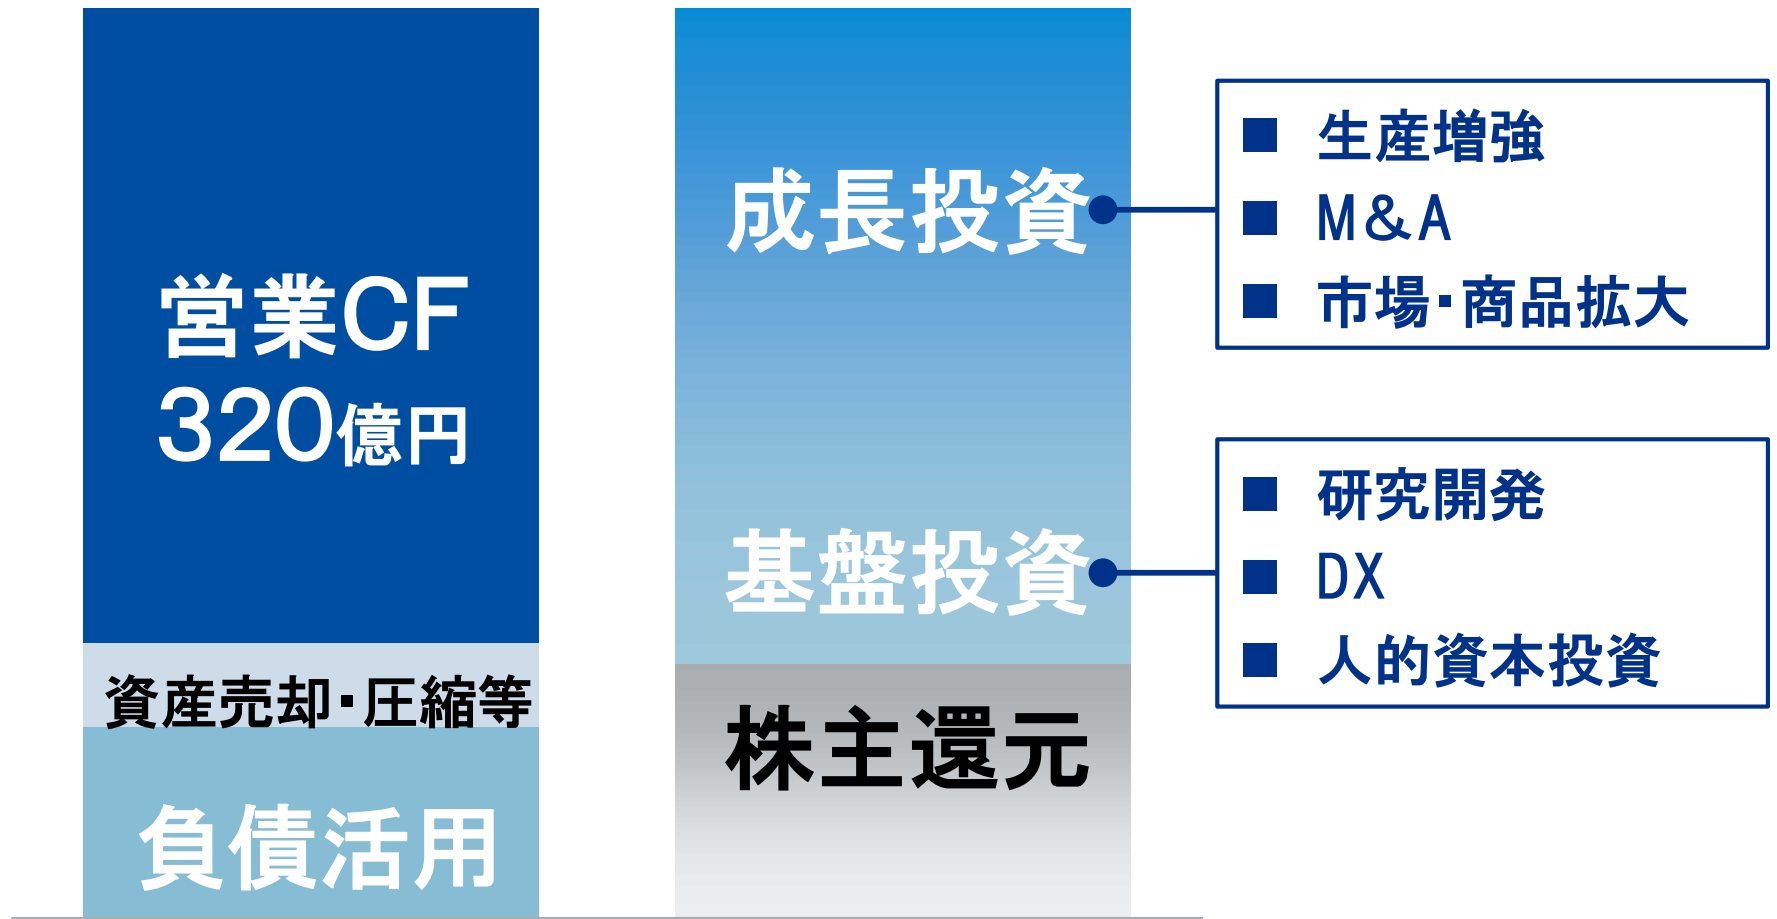 営業CF
320億円
資産売却・圧縮等
負債活用
成長投資
基盤投資
株主還元
■ 生産増強
■ M&A
■ 市場・商品拡大
■ 研究開発
■ DX
■ 人的資本投資